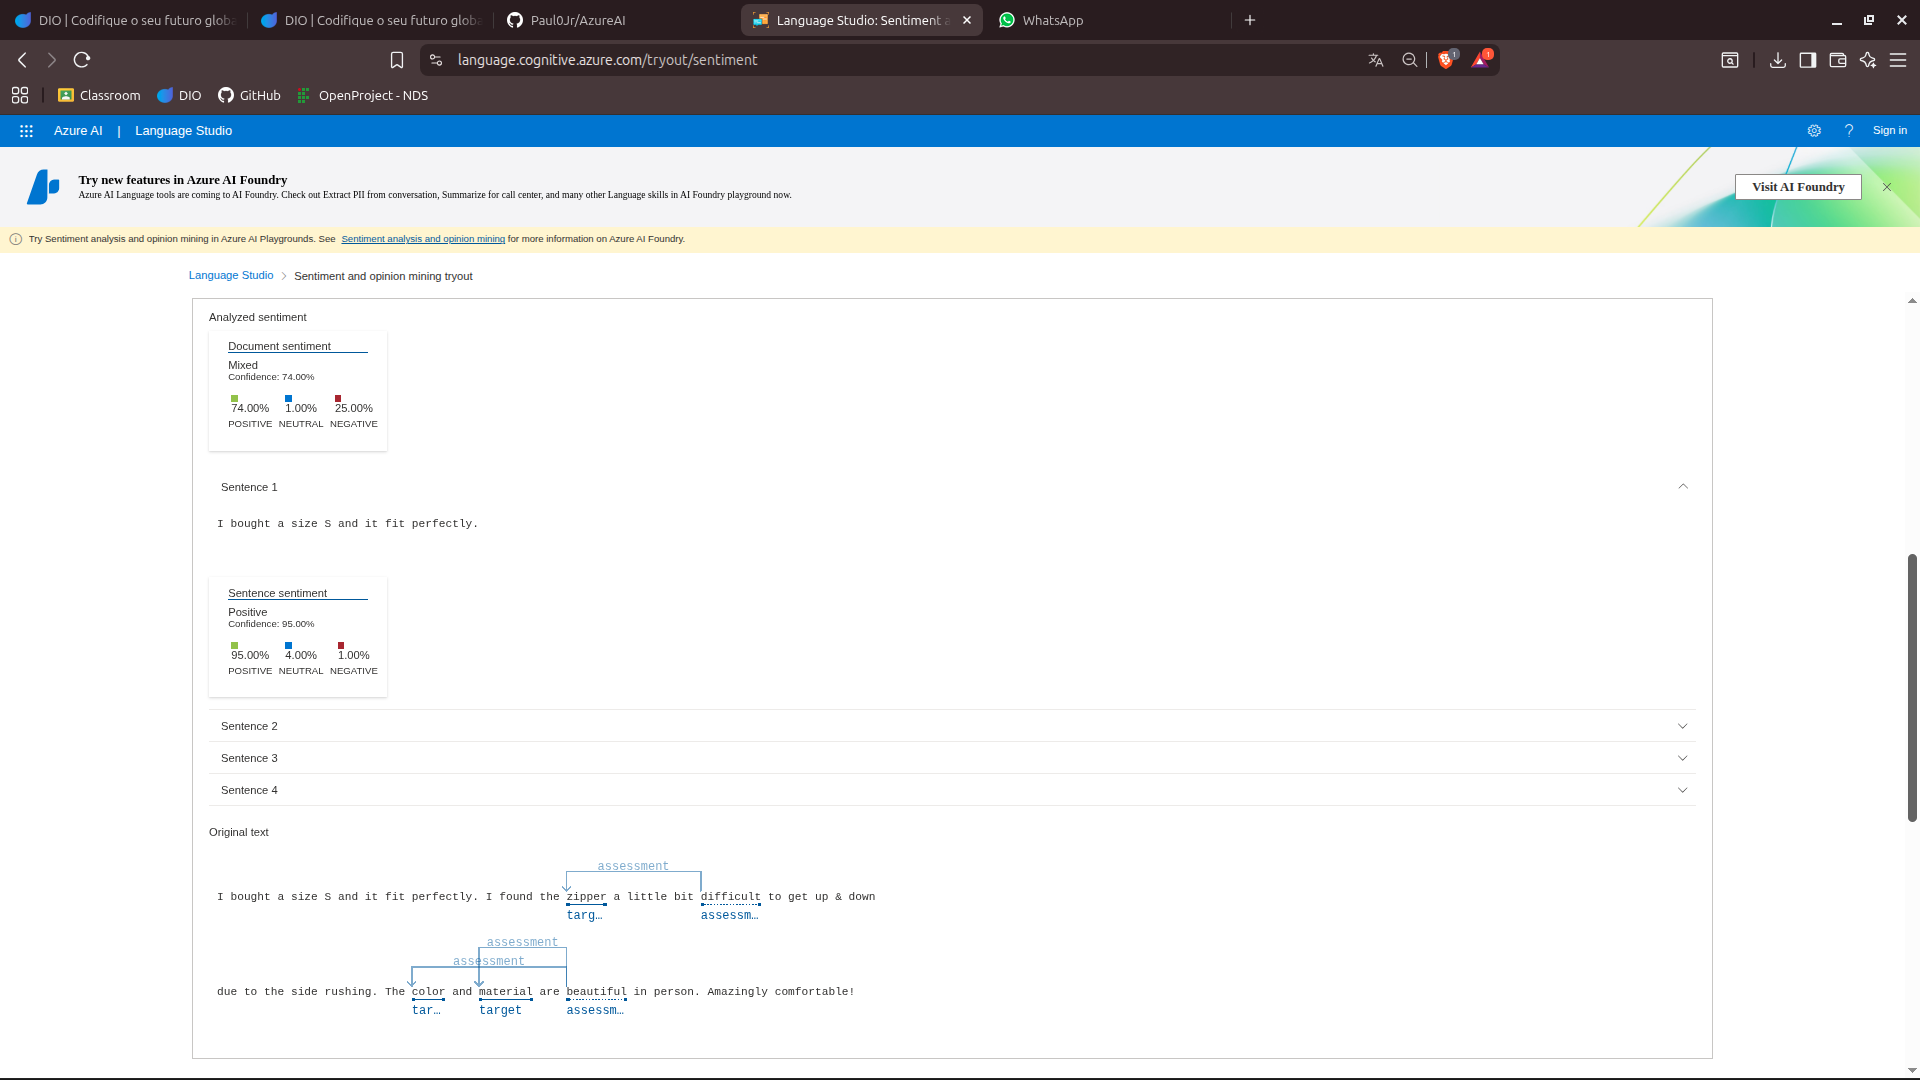 DIO | Codifique o seu futuro globa
DIO | Codifique o seu futuro globa
Paul0Jr/AzureAI
Language Studio: Sentiment a
WhatsApp
language.cognitive.azure.com/tryout/sentiment
1
1
Classroom
DIO
GitHub
OpenProject - NDS
Azure AI | Language Studio
? Sign in
Try new features in Azure AI Foundry
Azure AI Language tools are coming to AI Foundry. Check out Extract PII from conversation, Summarize for call center, and many other Language skills in AI Foundry playground now.
Visit AI Foundry
Try Sentiment analysis and opinion mining in Azure AI Playgrounds. See Sentiment analysis and opinion mining for more information on Azure AI Foundry.
Language Studio > Sentiment and opinion mining tryout
Analyzed sentiment
Document sentiment
Mixed
Confidence: 74.00%
74.00% 1.00% 25.00%
POSITIVE NEUTRAL NEGATIVE
Sentence 1
I bought a size S and it fit perfectly.
Sentence sentiment
Positive
Confidence: 95.00%
95.00% 4.00% 1.00%
POSITIVE NEUTRAL NEGATIVE
Sentence 2
Sentence 3
Sentence 4
Original text
assessment
I bought a size S and it fit perfectly. I found the zipper a little bit difficult to get up & down
targ… assessm…
assessment
assessment
due to the side rushing. The color and material are beautiful in person. Amazingly comfortable!
tar… target assessm…